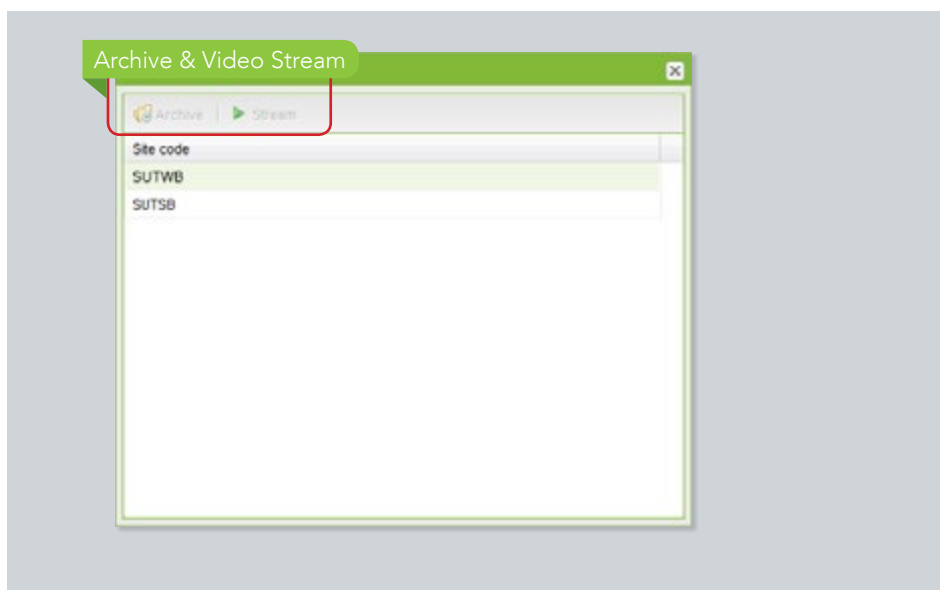 Archive & Video Stream
Archive Stream
Site code
SUTWB
SUTSB